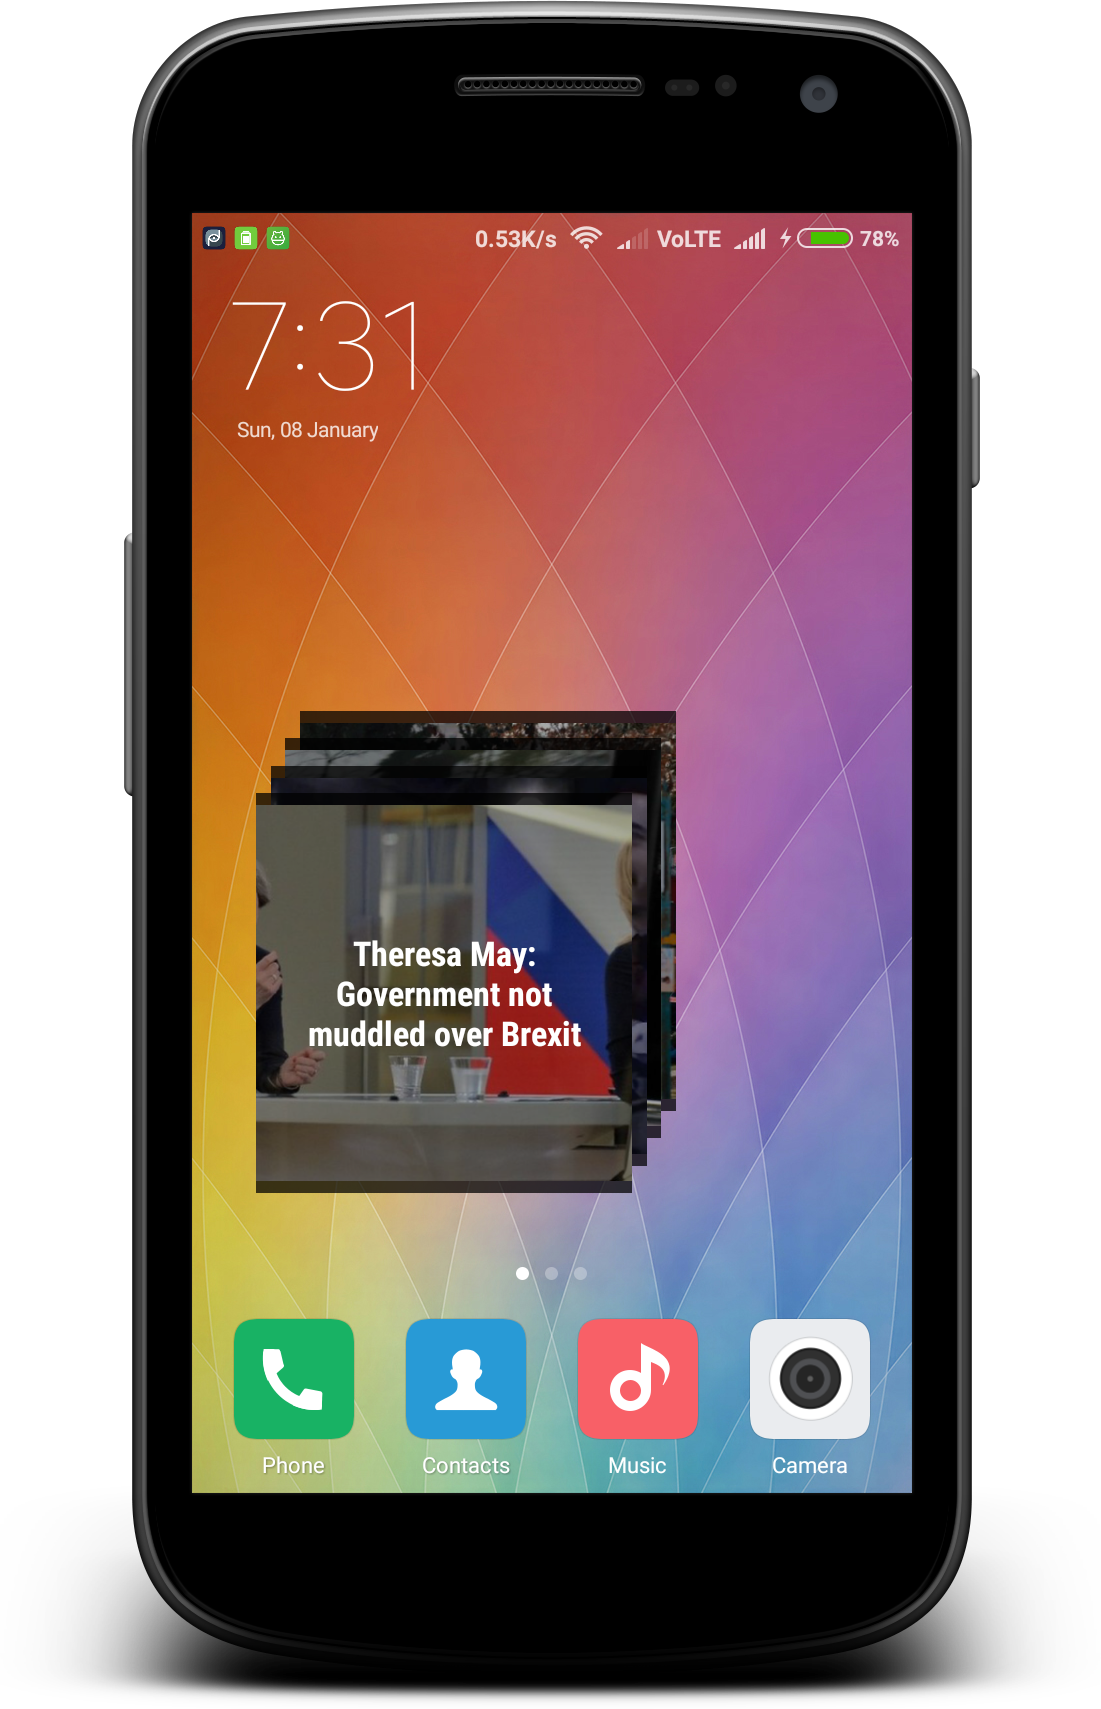 0.53K/s VoLTE 78%
7:31
Sun, 08 January
Theresa May:
Government not
muddled over Brexit
Phone Contacts Music Camera